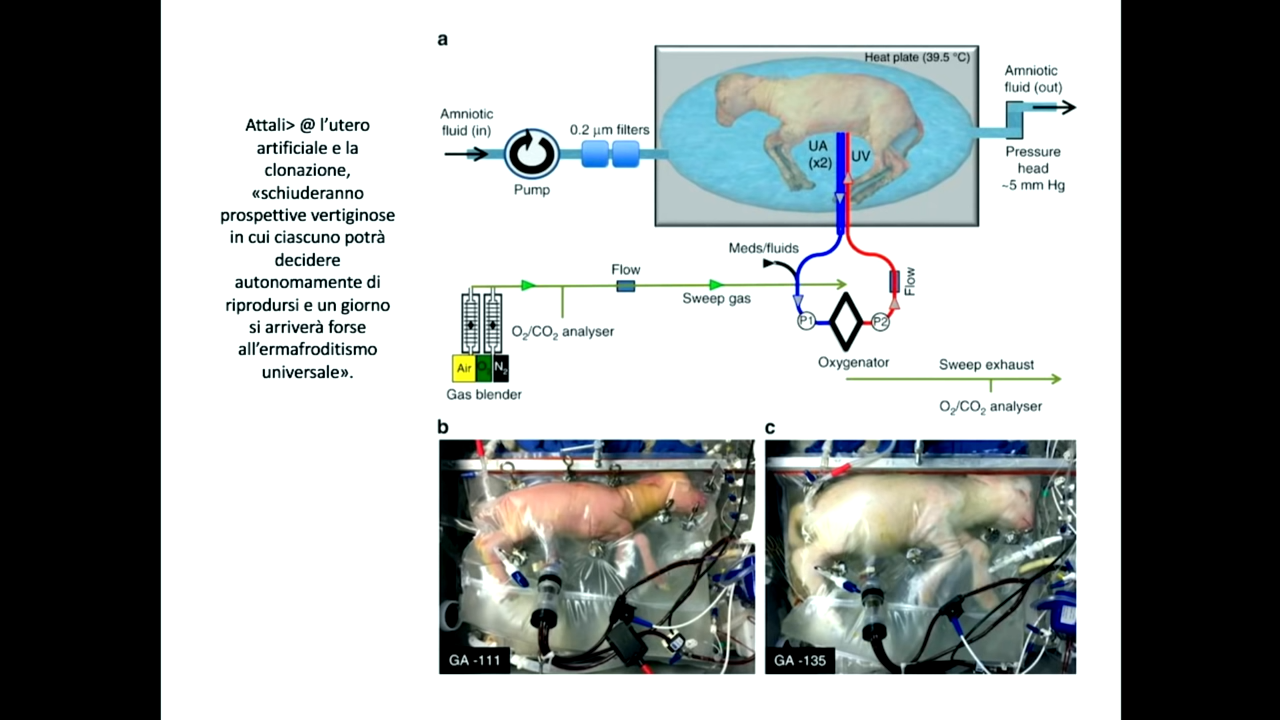 Attali> @ l’utero
artificiale e la
clonazione,
«schiuderanno
prospettive vertiginose
in cui ciascuno potrà
decidere
autonomamente di
riprodursi e un giorno
si arriverà forse
all’ermafroditismo
universale».
a
Heat plate (39.5 °C)
Amniotic
fluid (out)
Amniotic
fluid (in)
0.2 µm filters
Pump
UA
(x2)
UV
Pressure
head
~5 mm Hg
Meds/fluids
Flow
Flow
Sweep gas
O₂/CO₂ analyser
P1
P2
Oxygenator
Air
O₂
N₂
Gas blender
Sweep exhaust
O₂/CO₂ analyser
b
c
GA -111
GA -135